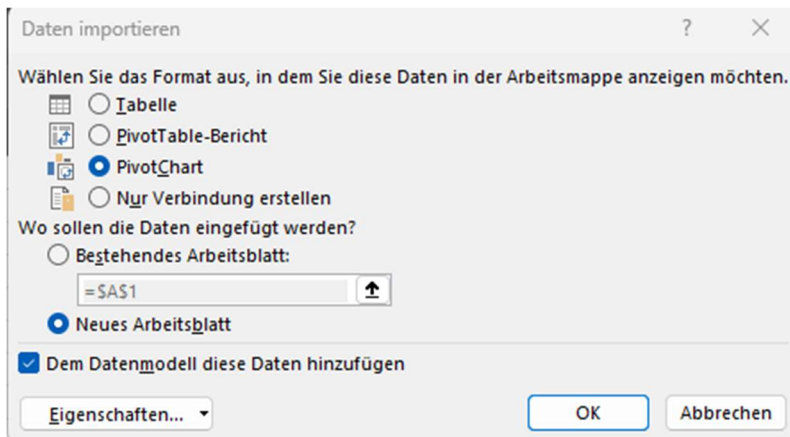 Daten importieren ?
Wählen Sie das Format aus, in dem Sie diese Daten in der Arbeitsmappe anzeigen möchten.
Tabelle
PivotTable-Bericht
PivotChart
Nur Verbindung erstellen
Wo sollen die Daten eingefügt werden?
Bestehendes Arbeitsblatt:
=$A$1
Neues Arbeitsblatt
Dem Datenmodell diese Daten hinzufügen
Eigenschaften... OK Abbrechen